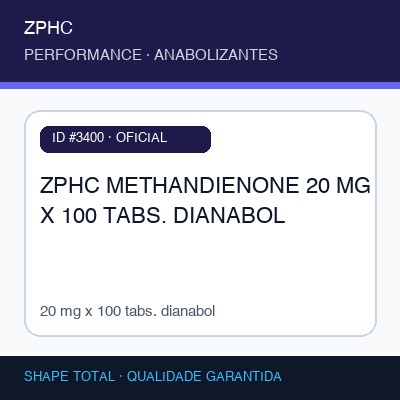 ZPHC
PERFORMANCE · ANABOLIZANTES
ID #3400 · OFICIAL
ZPHC METHANDIENONE 20 MG
X 100 TABS. DIANABOL
20 mg x 100 tabs. dianabol
SHAPE TOTAL · QUALIDADE GARANTIDA